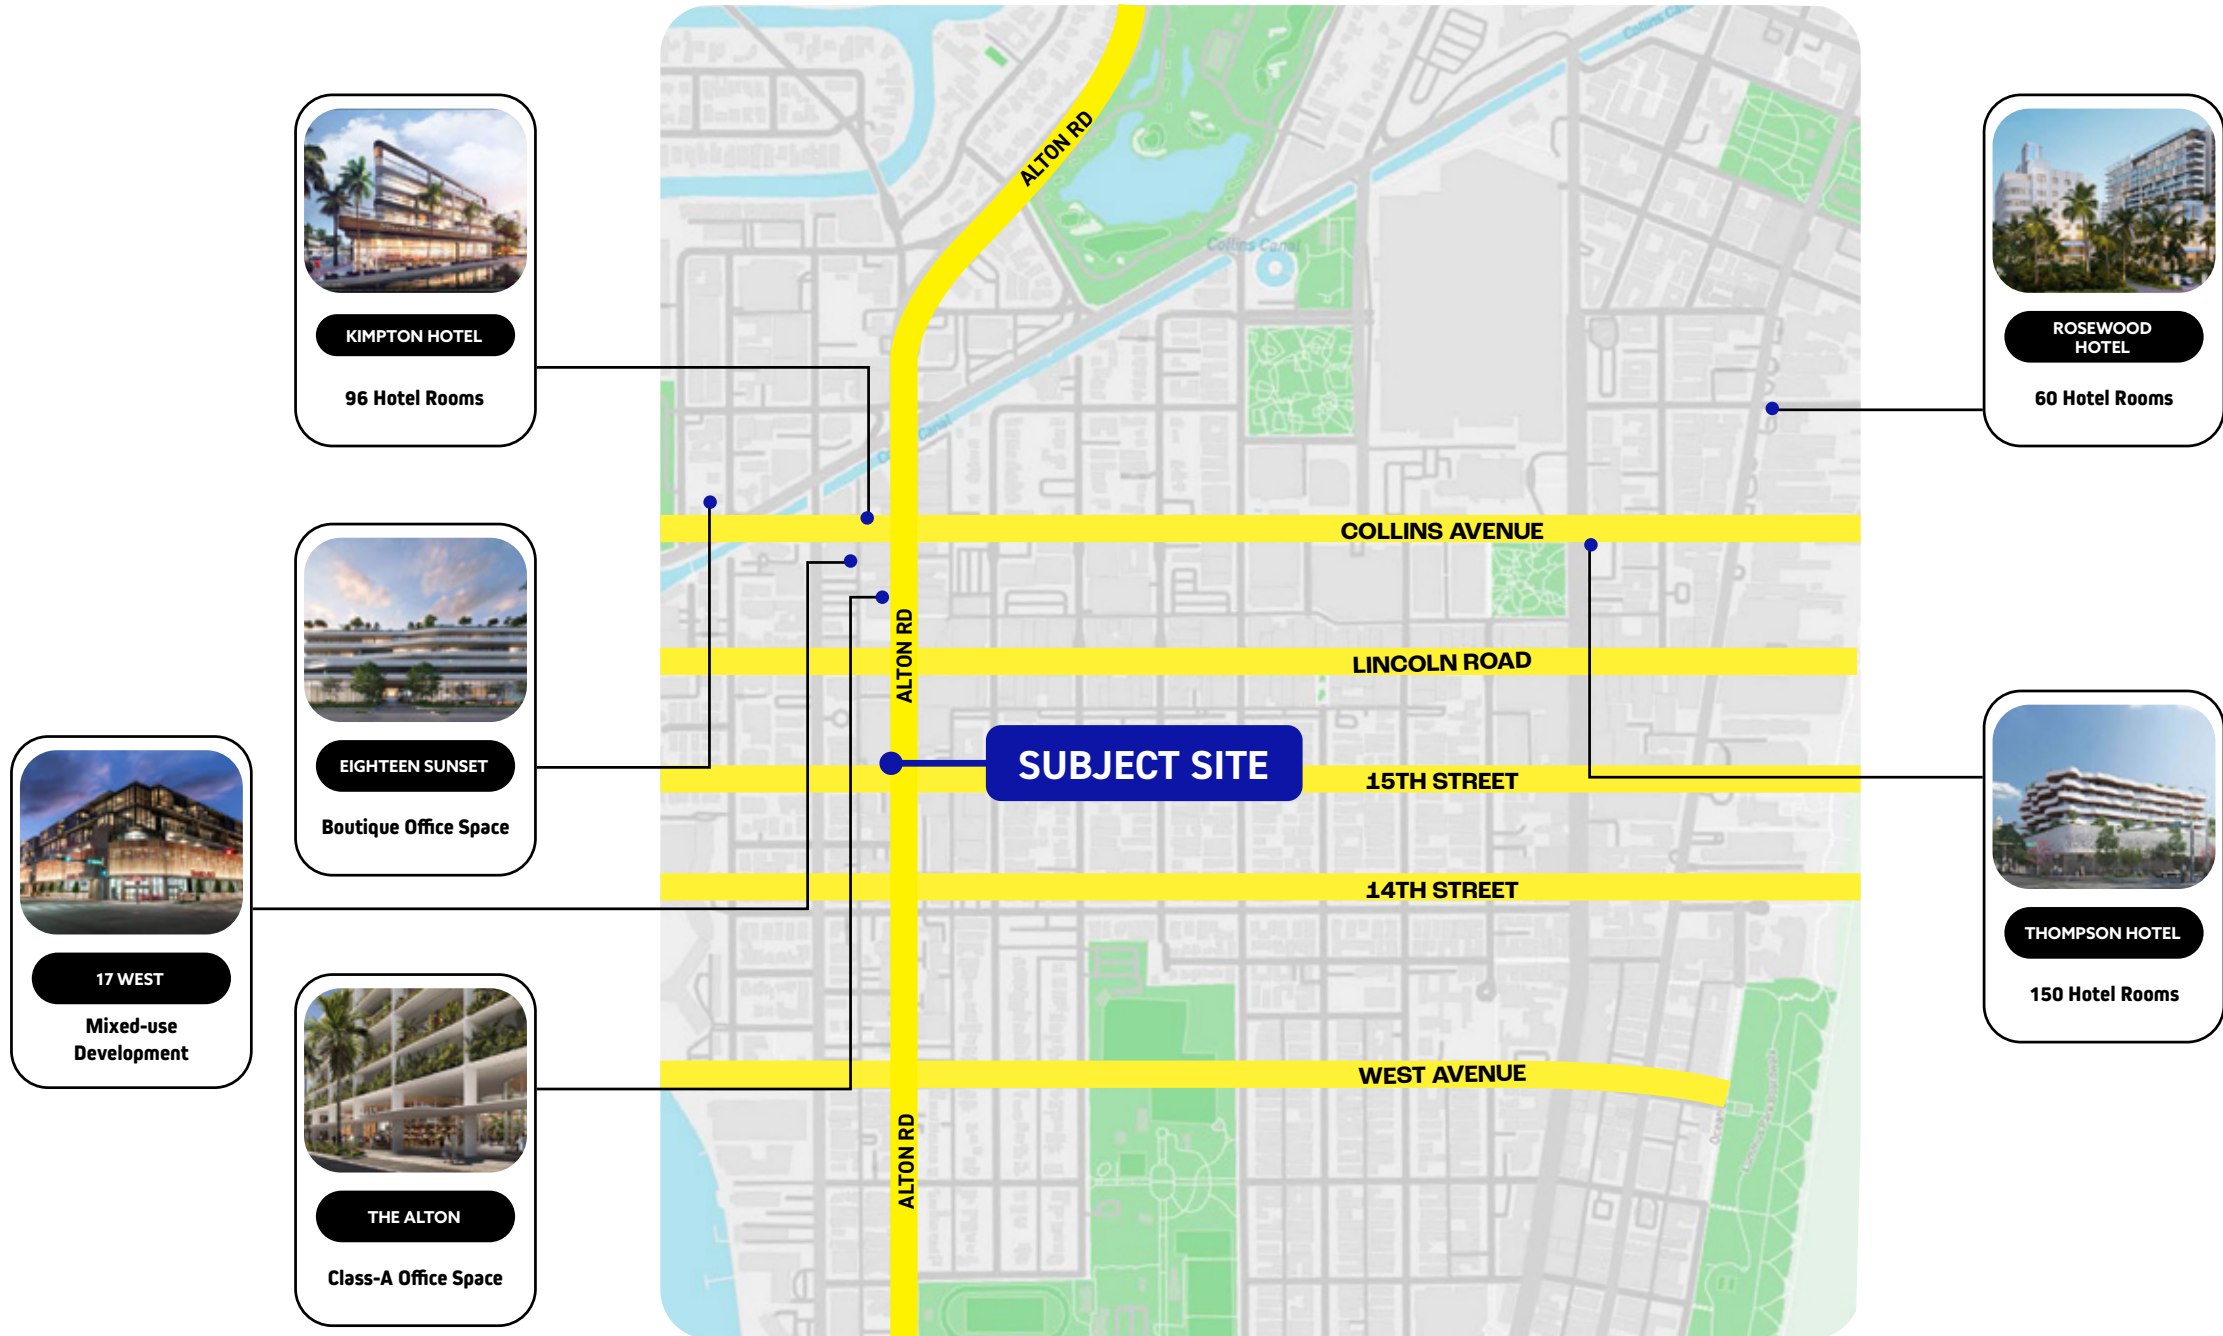 KIMPTON HOTEL
96 Hotel Rooms
EIGHTEEN SUNSET
Boutique Office Space
17 WEST
Mixed-use
Development
THE ALTON
Class-A Office Space
ALTON RD
Collins Canal
Canal
COLLINS AVENUE
ALTON RD
LINCOLN ROAD
SUBJECT SITE
15TH STREET
14TH STREET
WEST AVENUE
ALTON RD
ROSEWOOD
HOTEL
60 Hotel Rooms
THOMPSON HOTEL
150 Hotel Rooms